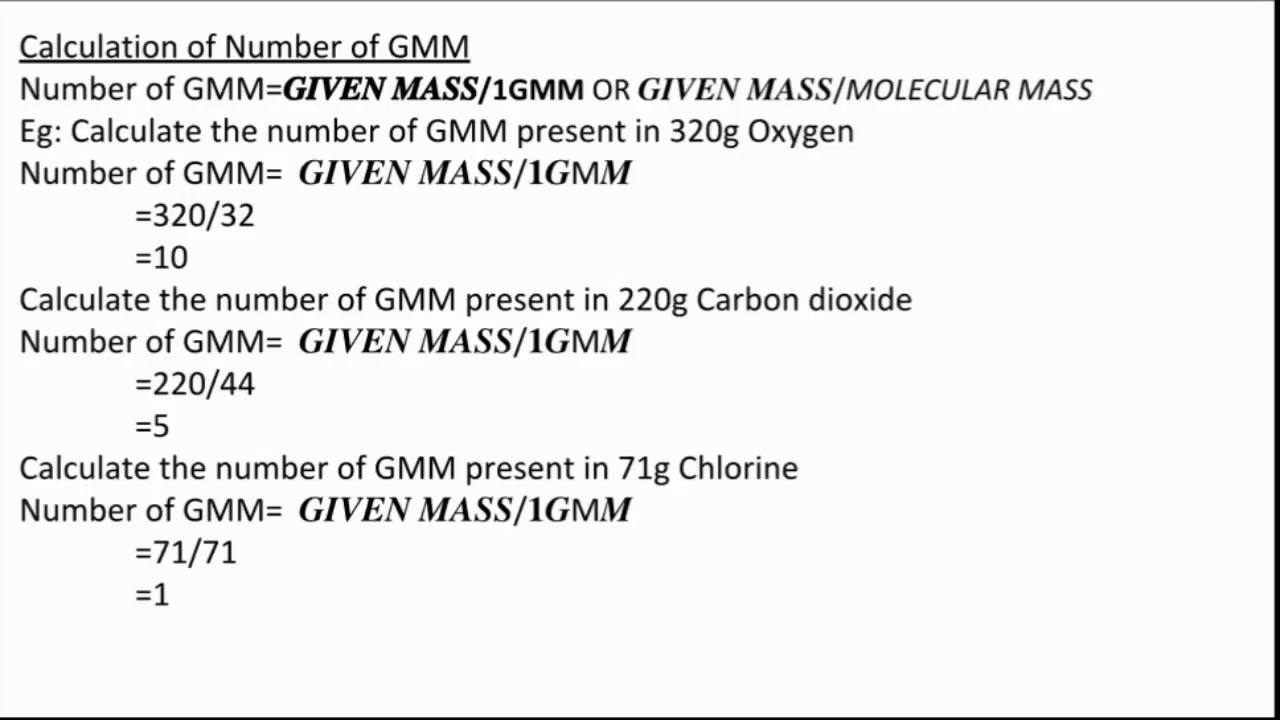 Calculation of Number of GMM
Number of GMM=GIVEN MASS/1GMM OR GIVEN MASS/MOLECULAR MASS
Eg: Calculate the number of GMM present in 320g Oxygen
Number of GMM= GIVEN MASS/1GMM
=320/32
=10
Calculate the number of GMM present in 220g Carbon dioxide
Number of GMM= GIVEN MASS/1GMM
=220/44
=5
Calculate the number of GMM present in 71g Chlorine
Number of GMM= GIVEN MASS/1GMM
=71/71
=1